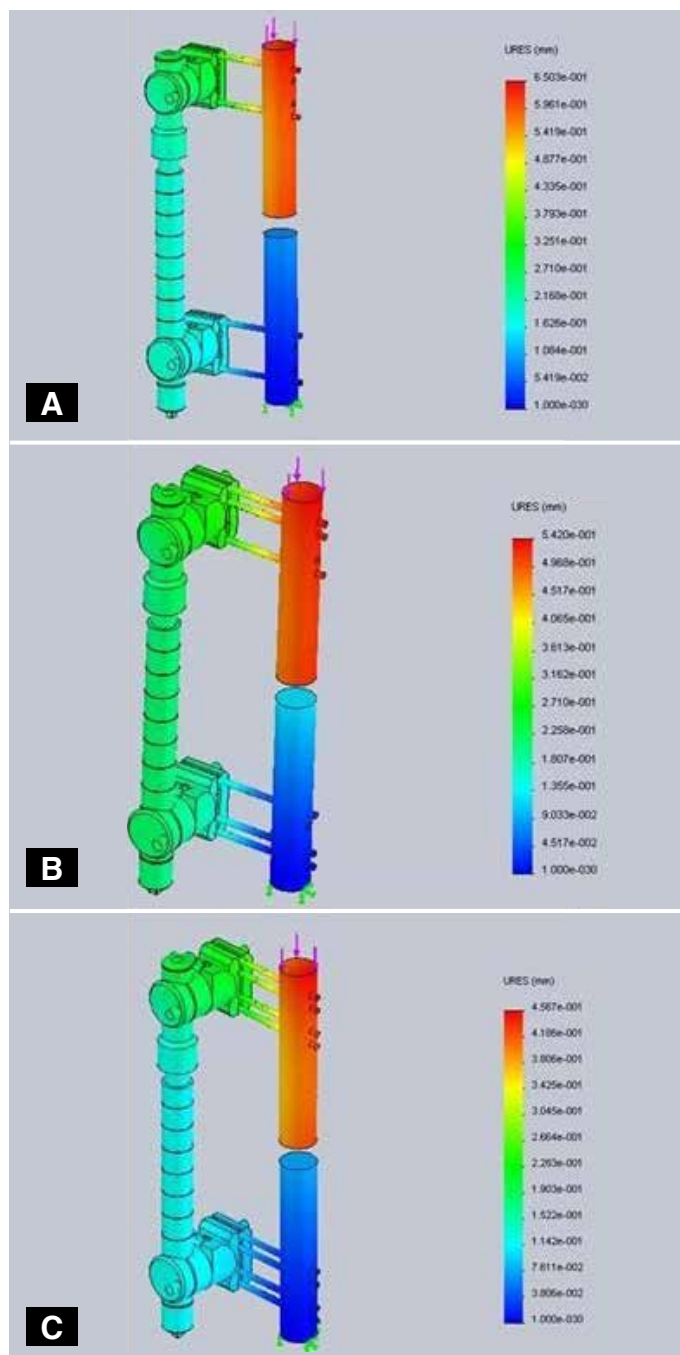 URES (mm)
6.503e-001
5.961e-001
5.419e-001
4.877e-001
4.335e-001
3.793e-001
3.251e-001
2.710e-001
2.168e-001
1.626e-001
1.084e-001
5.419e-002
1.000e-030
A
URES (mm)
5.420e-001
4.968e-001
4.517e-001
4.065e-001
3.613e-001
3.162e-001
2.710e-001
2.258e-001
1.807e-001
1.355e-001
9.033e-002
4.517e-002
1.000e-030
B
URES (mm)
4.567e-001
4.186e-001
3.806e-001
3.425e-001
3.045e-001
2.664e-001
2.283e-001
1.903e-001
1.522e-001
1.142e-001
7.611e-002
3.806e-002
1.000e-030
C